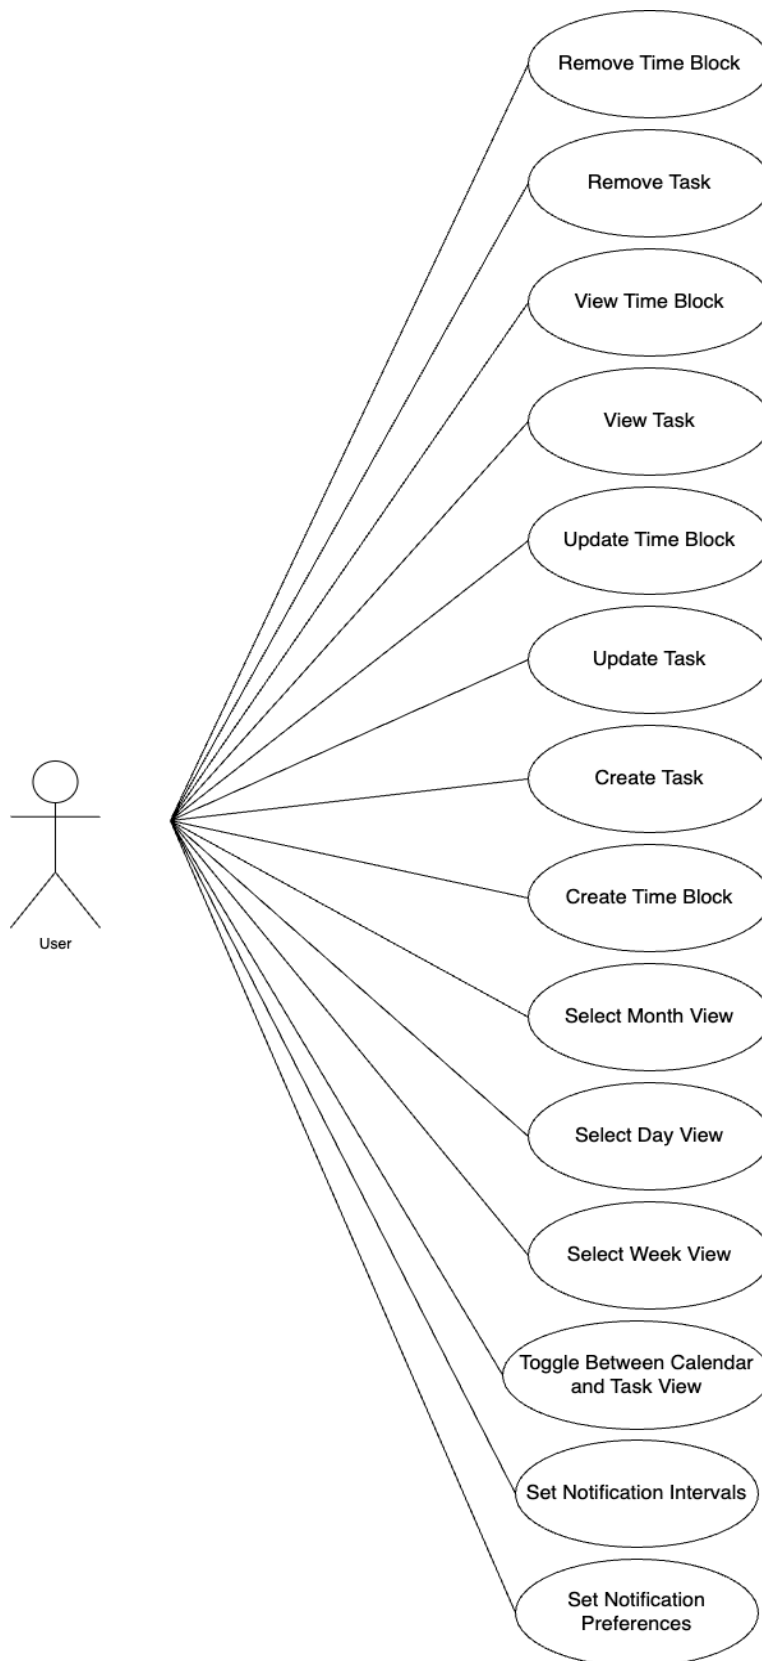 Remove Time Block
Remove Task
View Time Block
View Task
Update Time Block
Update Task
Create Task
Create Time Block
User
Select Month View
Select Day View
Select Week View
Toggle Between Calendar
and Task View
Set Notification Intervals
Set Notification
Preferences